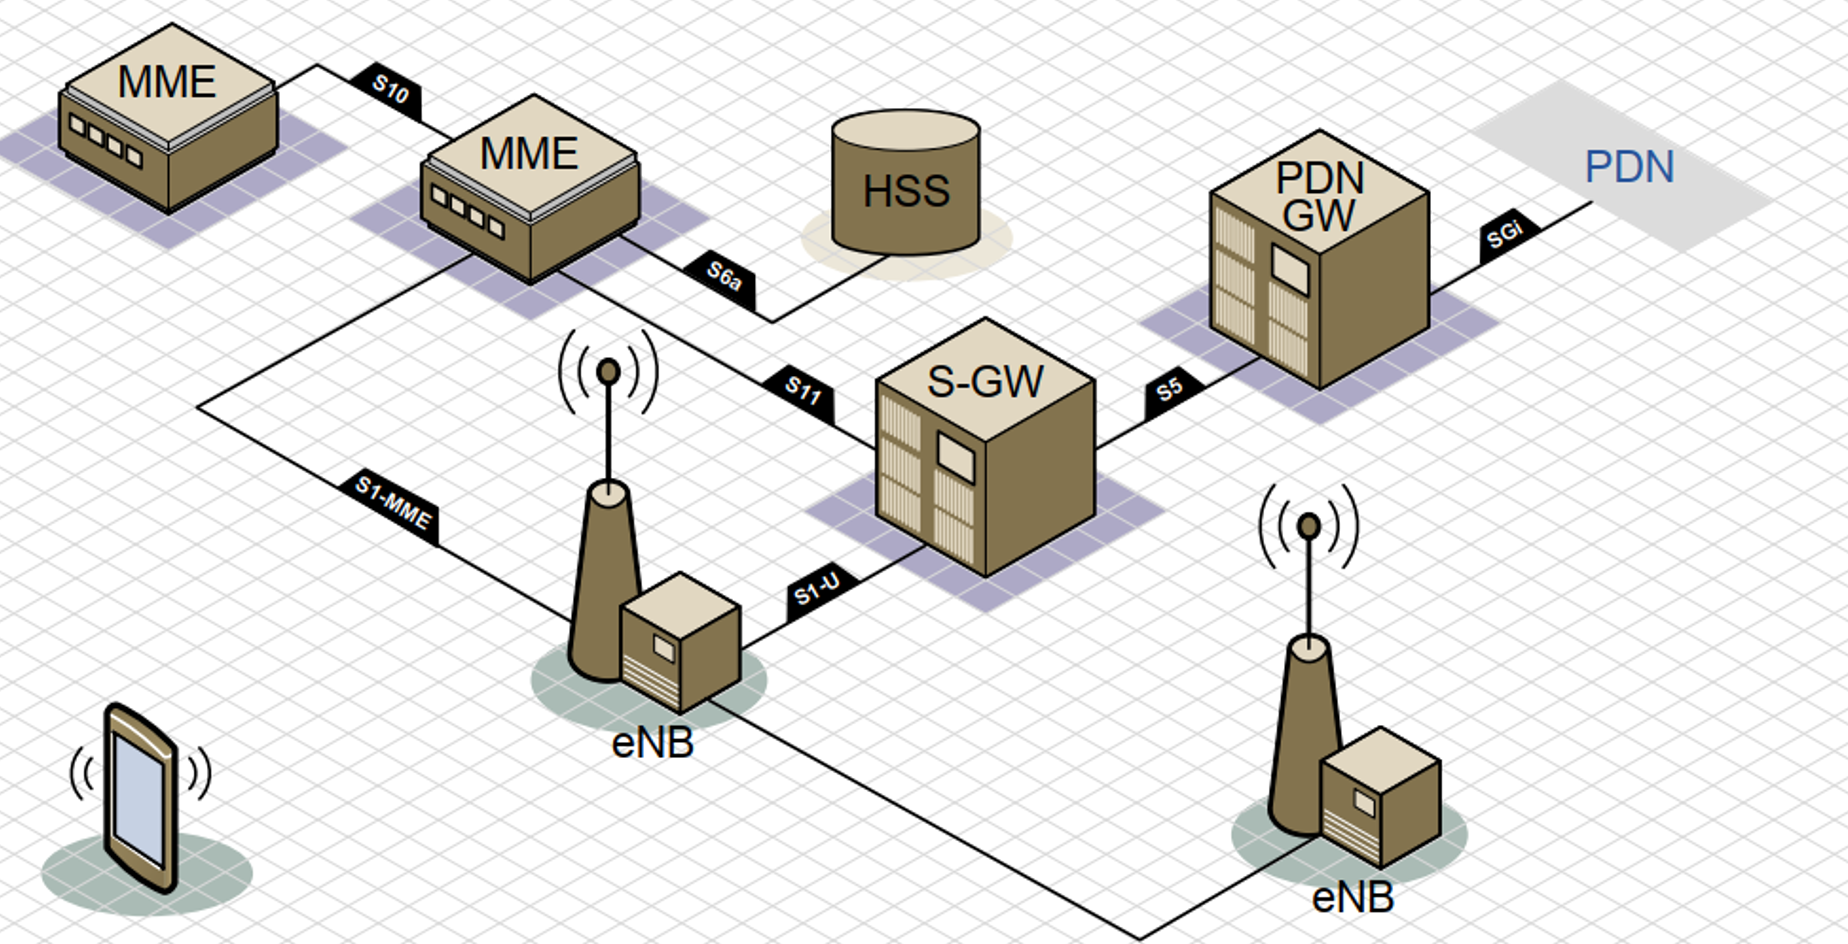 MME
S10
MME
HSS
PDN
GW
PDN
SGi
S6a
S11
S-GW
S5
S1-MME
S1-U
eNB
eNB